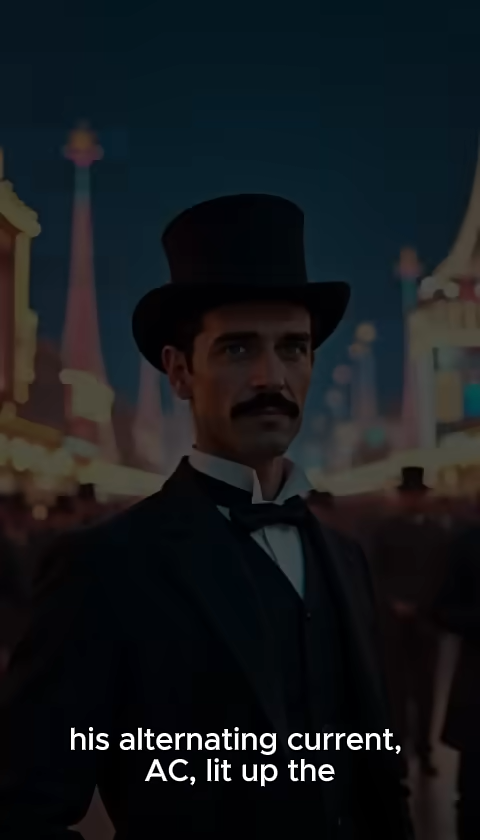 his alternating current,
AC, lit up the